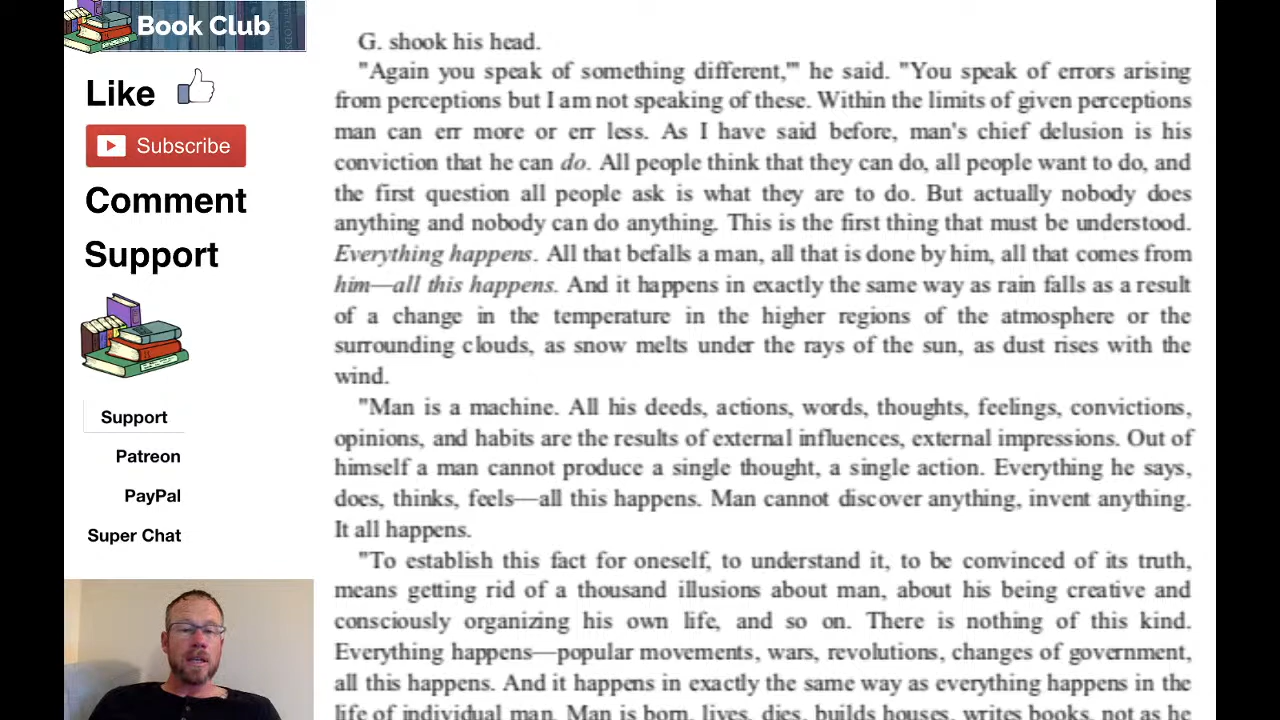 Book Club
Like
Subscribe
Comment
Support
Support
Patreon
PayPal
Super Chat
G. shook his head.
"Again you speak of something different,'" he said. "You speak of errors arising
from perceptions but I am not speaking of these. Within the limits of given perceptions
man can err more or err less. As I have said before, man's chief delusion is his
conviction that he can do. All people think that they can do, all people want to do, and
the first question all people ask is what they are to do. But actually nobody does
anything and nobody can do anything. This is the first thing that must be understood.
Everything happens. All that befalls a man, all that is done by him, all that comes from
him—all this happens. And it happens in exactly the same way as rain falls as a result
of a change in the temperature in the higher regions of the atmosphere or the
surrounding clouds, as snow melts under the rays of the sun, as dust rises with the
wind.
"Man is a machine. All his deeds, actions, words, thoughts, feelings, convictions,
opinions, and habits are the results of external influences, external impressions. Out of
himself a man cannot produce a single thought, a single action. Everything he says,
does, thinks, feels—all this happens. Man cannot discover anything, invent anything.
It all happens.
"To establish this fact for oneself, to understand it, to be convinced of its truth,
means getting rid of a thousand illusions about man, about his being creative and
consciously organizing his own life, and so on. There is nothing of this kind.
Everything happens—popular movements, wars, revolutions, changes of government,
all this happens. And it happens in exactly the same way as everything happens in the
life of individual man. Man is born, lives, dies, builds houses, writes books, not as he